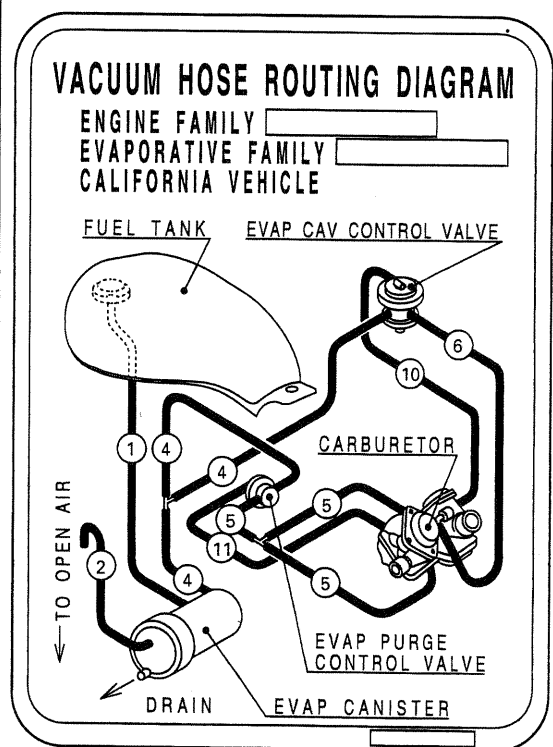 VACUUM HOSE ROUTING DIAGRAM
ENGINE FAMILY
EVAPORATIVE FAMILY
CALIFORNIA VEHICLE
FUEL TANK
EVAP CAV CONTROL VALVE
6
10
1
4
CARBURETOR
4
5
5
11
TO OPEN AIR
2
4
5
EVAP PURGE
CONTROL VALVE
DRAIN
EVAP CANISTER